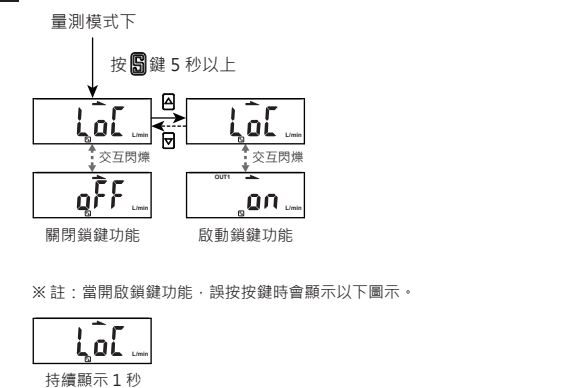 量測模式下
按 S 鍵 5 秒以上
LoC L/min LoC L/min
交互閃爍 交互閃爍
oFF L/min OUT1 on L/min
關閉鎖鍵功能 啟動鎖鍵功能
※ 註：當開啟鎖鍵功能，誤按按鍵時會顯示以下圖示。
LoC L/min
持續顯示 1 秒